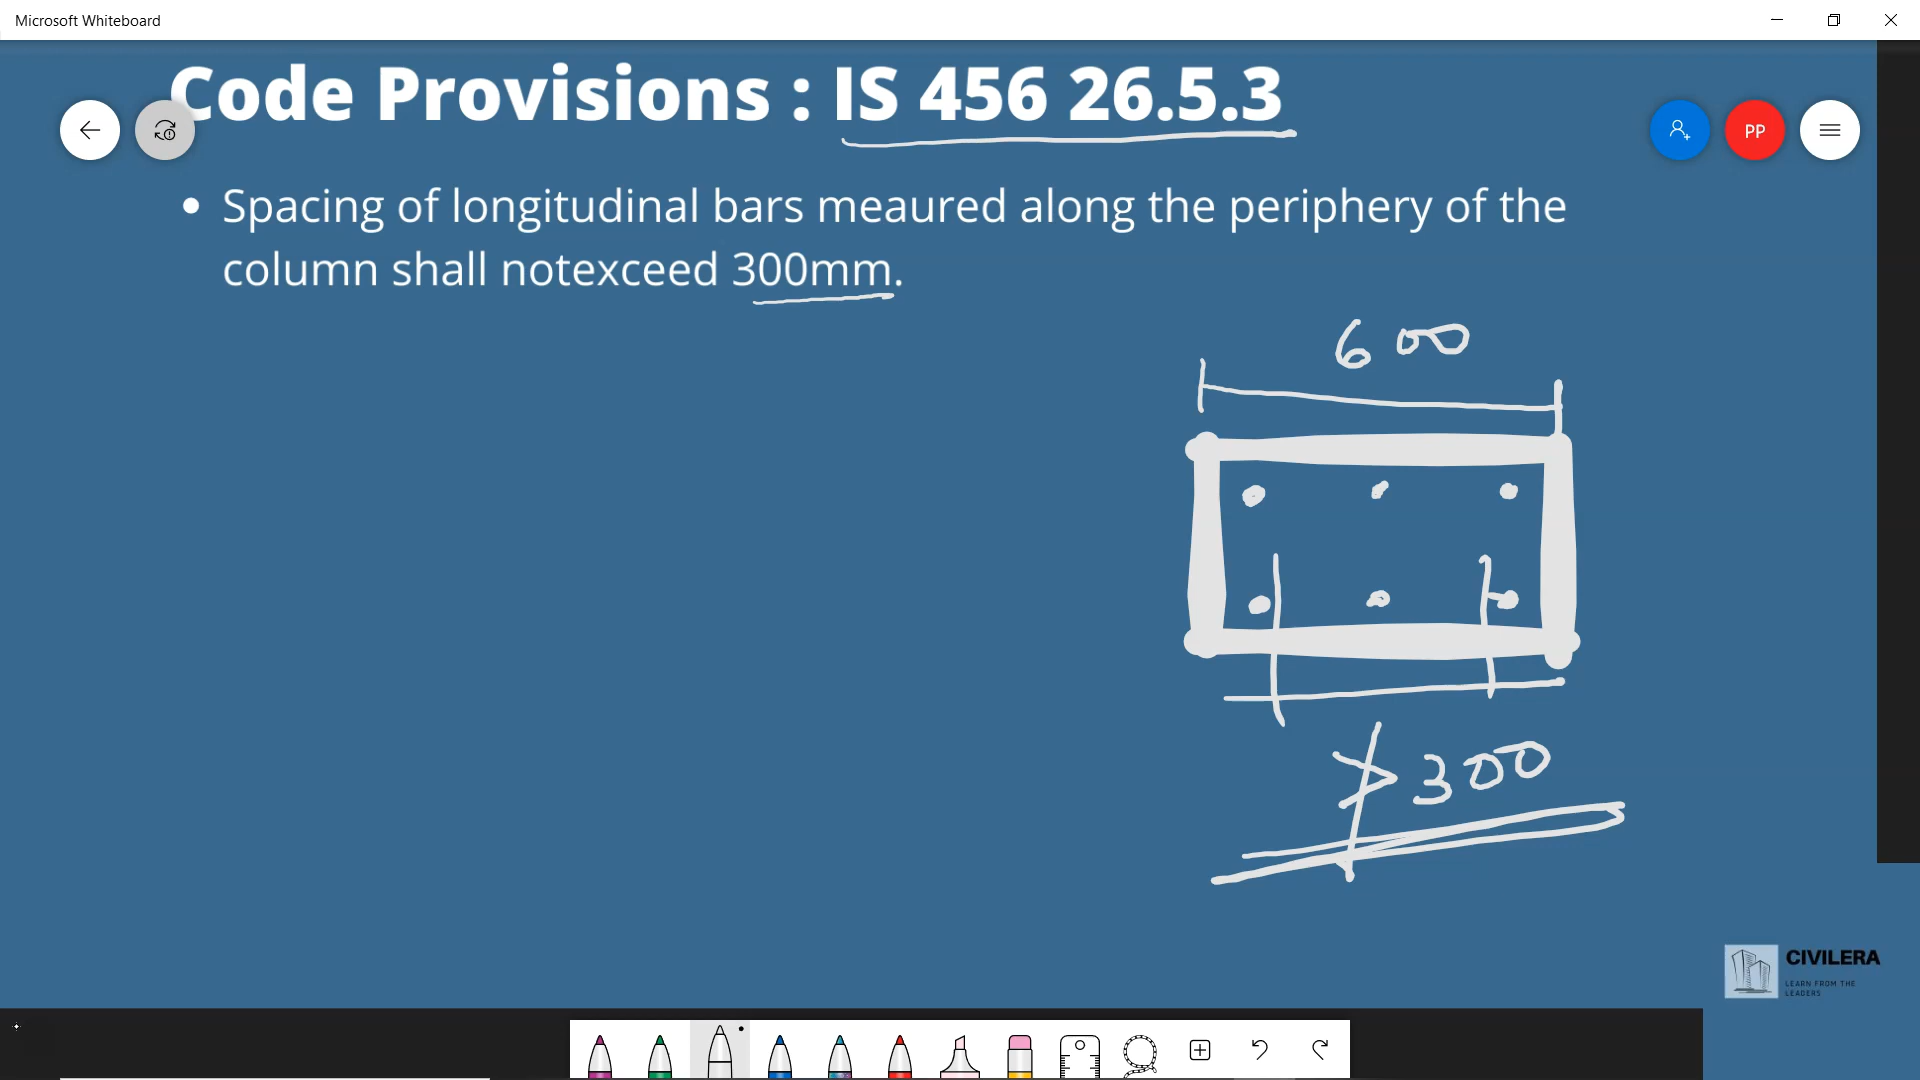 Microsoft Whiteboard
Code Provisions : IS 456 26.5.3
PP
• Spacing of longitudinal bars meaured along the periphery of the
column shall notexceed 300mm.
600
≯ 300
CIVILERA
LEARN FROM THE
LEADERS